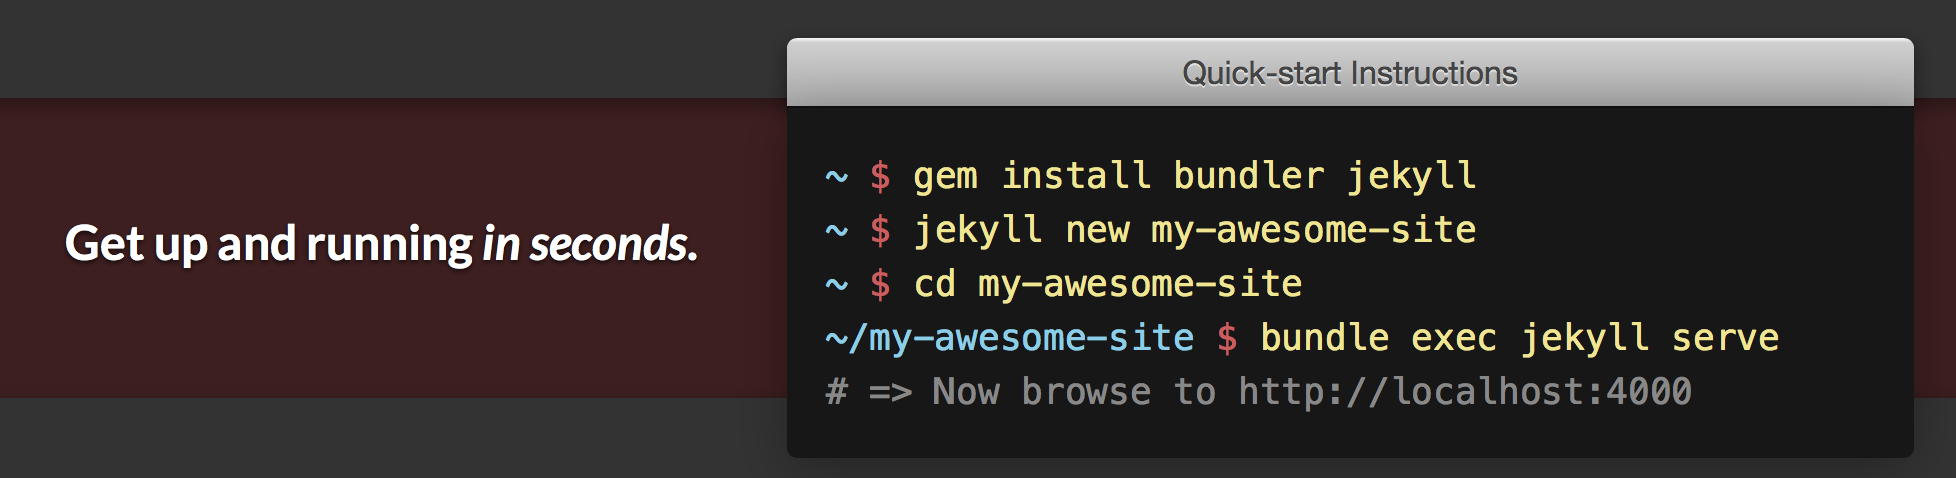 Get up and running in seconds.
Quick-start Instructions
~ $ gem install bundler jekyll
~ $ jekyll new my-awesome-site
~ $ cd my-awesome-site
~/my-awesome-site $ bundle exec jekyll serve
# => Now browse to http://localhost:4000